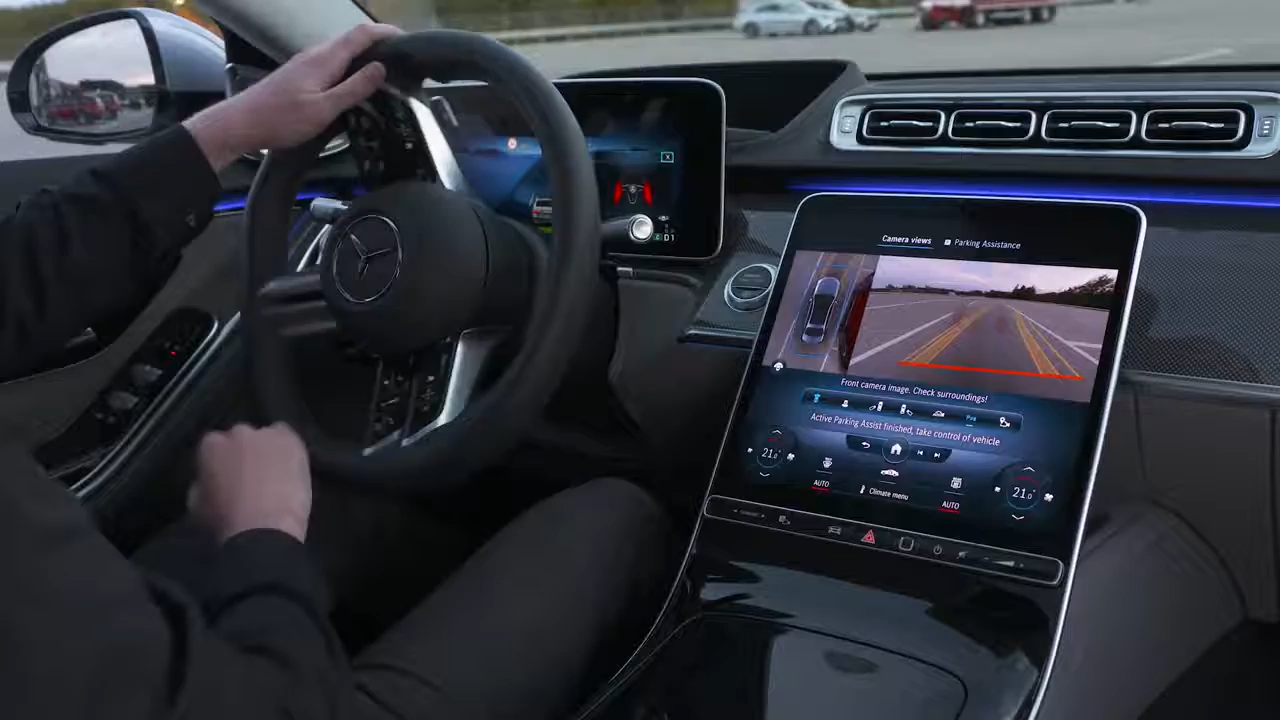 X
D1
Camera views
Parking Assistance
Front camera image. Check surroundings!
Active Parking Assist finished, take control of vehicle
21.0
21.0
AUTO
Climate menu
AUTO